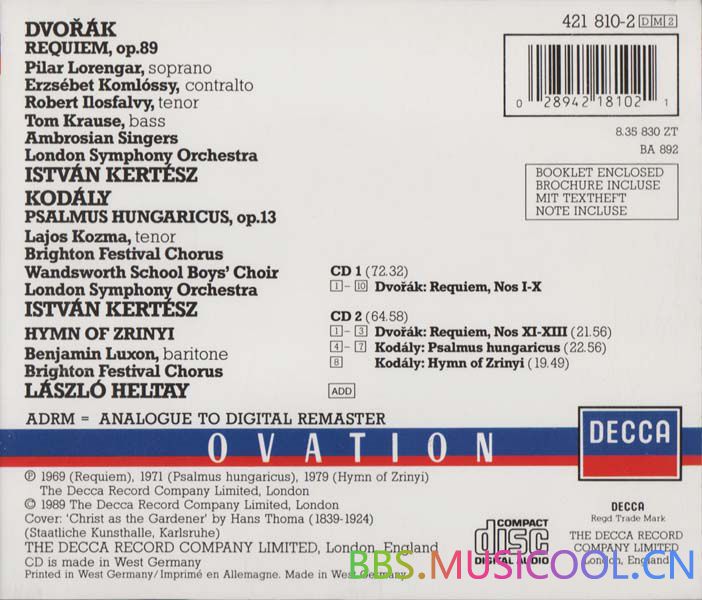 DVOŘÁK
REQUIEM, op.89
Pilar Lorengar, soprano
Erzsébet Komlóssy, contralto
Robert Ilosfalvy, tenor
Tom Krause, bass
Ambrosian Singers
London Symphony Orchestra
ISTVÁN KERTÉSZ
KODÁLY
PSALMUS HUNGARICUS, op.13
Lajos Kozma, tenor
Brighton Festival Chorus
Wandsworth School Boys' Choir
London Symphony Orchestra
ISTVÁN KERTÉSZ
HYMN OF ZRINYI
Benjamin Luxon, baritone
Brighton Festival Chorus
LÁSZLÓ HELTAY
421 810-2 DM2
0 28942 18102 1
8.35 830 ZT
BA 892
BOOKLET ENCLOSED
BROCHURE INCLUSE
MIT TEXTHEFT
NOTE INCLUSE
CD 1 (72.32)
1 – 10 Dvořák: Requiem, Nos I-X
CD 2 (64.58)
1 – 3 Dvořák: Requiem, Nos XI-XIII (21.56)
4 – 7 Kodály: Psalmus hungaricus (22.56)
8 Kodály: Hymn of Zrinyi (19.49)
ADD
ADRM = ANALOGUE TO DIGITAL REMASTER
OVATION
DECCA
℗ 1969 (Requiem), 1971 (Psalmus hungaricus), 1979 (Hymn of Zrinyi)
The Decca Record Company Limited, London
© 1989 The Decca Record Company Limited, London
Cover: 'Christ as the Gardener' by Hans Thoma (1839-1924)
(Staatliche Kunsthalle, Karlsruhe)
THE DECCA RECORD COMPANY LIMITED, London, England
CD is made in West Germany
Printed in West Germany/Imprimé en Allemagne. Made in West Germany
COMPACT
disc
DIGITAL AUDIO
DECCA
Regd Trade Mark
THE DECCA RECORD
COMPANY LIMITED
London, England
BBS.MUSICOOL.CN